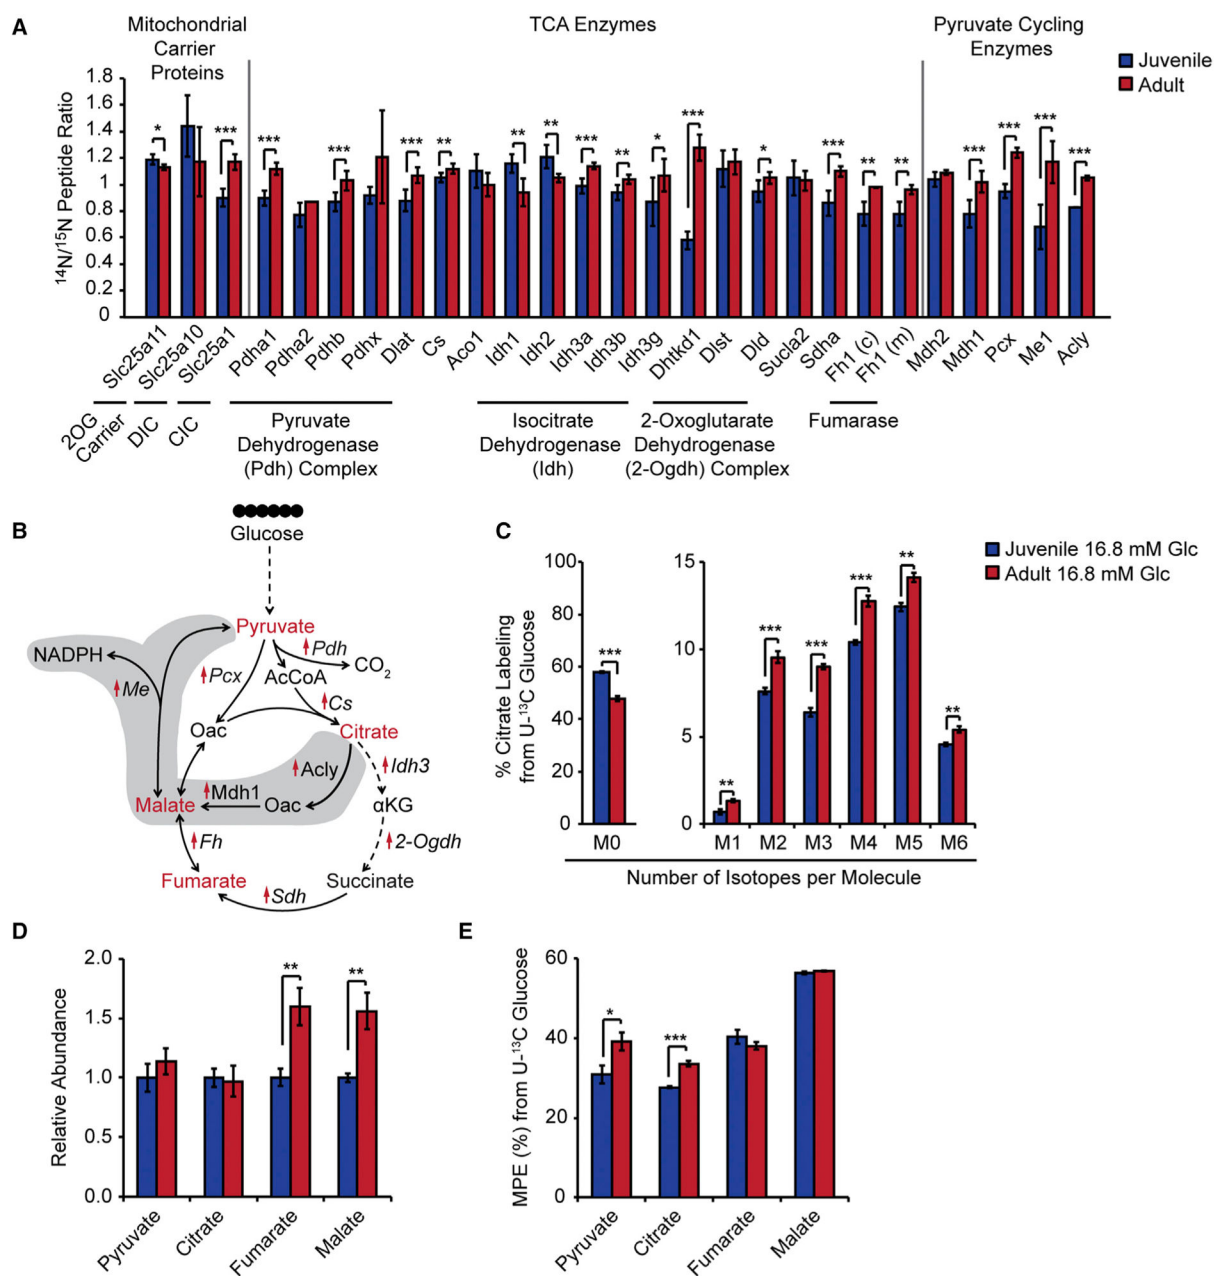 A
Mitochondrial
Carrier
Proteins
TCA Enzymes
Pyruvate Cycling
Enzymes
Juvenile
Adult
14N/15N Peptide Ratio
1.8
1.6
1.4
1.2
1
0.8
0.6
0.4
0.2
0
* *** *** *** *** ** ** ** *** ** * *** * *** ** ** *** *** *** ***
Slc25a11 Slc25a10 Slc25a1 Pdha1 Pdha2 Pdhb Pdhx Dlat Cs Aco1 Idh1 Idh2 Idh3a Idh3b Idh3g Dhtkd1 Dlst Dld Sucla2 Sdha Fh1 (c) Fh1 (m) Mdh2 Mdh1 Pcx Me1 Acly
2OG
Carrier
DIC
CIC
Pyruvate
Dehydrogenase
(Pdh) Complex
Isocitrate
Dehydrogenase
(Idh)
2-Oxoglutarate
Dehydrogenase
(2-Ogdh) Complex
Fumarase
B
Glucose
Pyruvate
NADPH
Pdh
CO2
Me
Pcx
AcCoA
Cs
Oac
Citrate
Acly
Idh3
Malate
Mdh1
Oac
αKG
Fh
2-Ogdh
Fumarate
Succinate
Sdh
C
Juvenile 16.8 mM Glc
Adult 16.8 mM Glc
% Citrate Labeling
from U-13C Glucose
100
80
60
40
20
0
***
M0
15
10
5
0
** *** *** *** ** **
M1 M2 M3 M4 M5 M6
Number of Isotopes per Molecule
D
Relative Abundance
2.0
1.5
1.0
0.5
0.0
** **
Pyruvate Citrate Fumarate Malate
E
MPE (%) from U-13C Glucose
60
40
20
0
* ***
Pyruvate Citrate Fumarate Malate